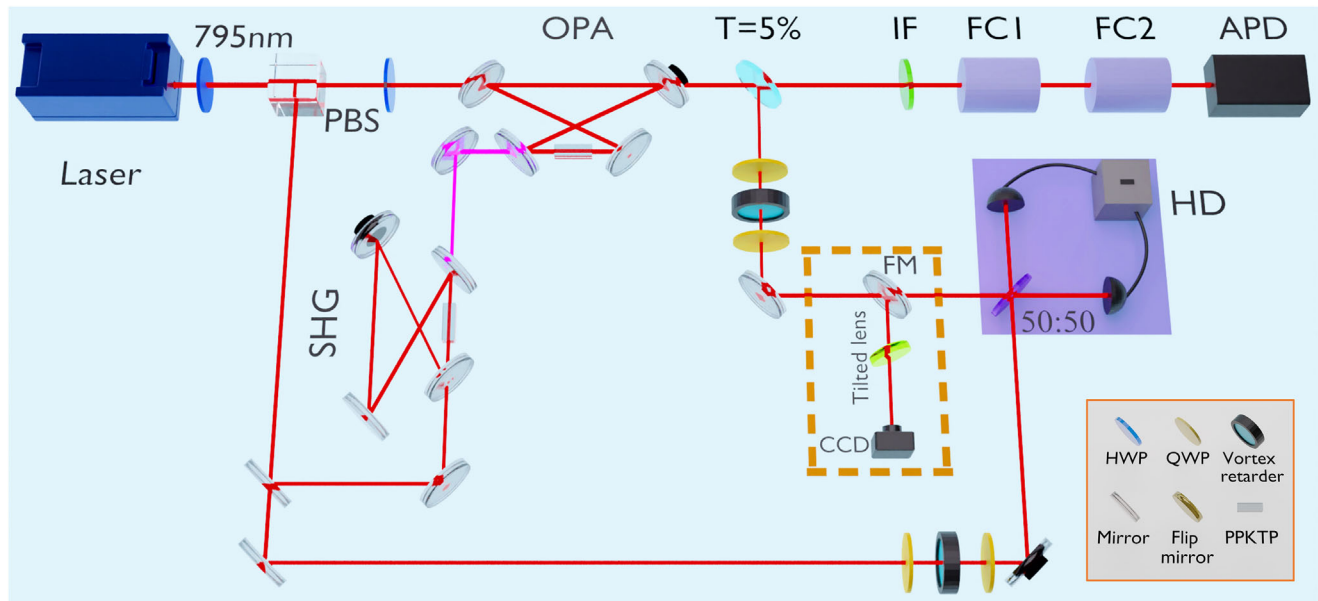 795nm
OPA
T=5%
IF
FC1
FC2
APD
PBS
Laser
HD
FM
50:50
SHG
Tilted lens
CCD
HWP
QWP
Vortex
retarder
Mirror
Flip
mirror
PPKTP